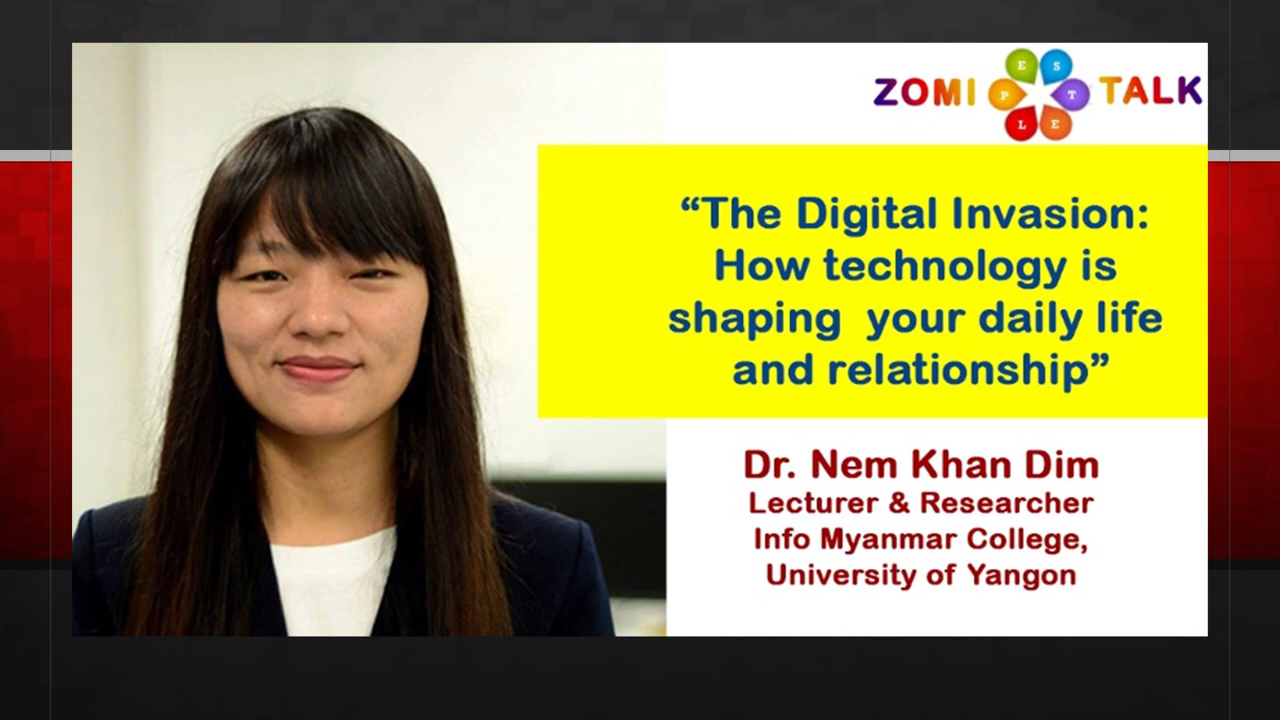 ZOMI PESTLE TALK
“The Digital Invasion:
How technology is
shaping your daily life
and relationship”
Dr. Nem Khan Dim
Lecturer & Researcher
Info Myanmar College,
University of Yangon